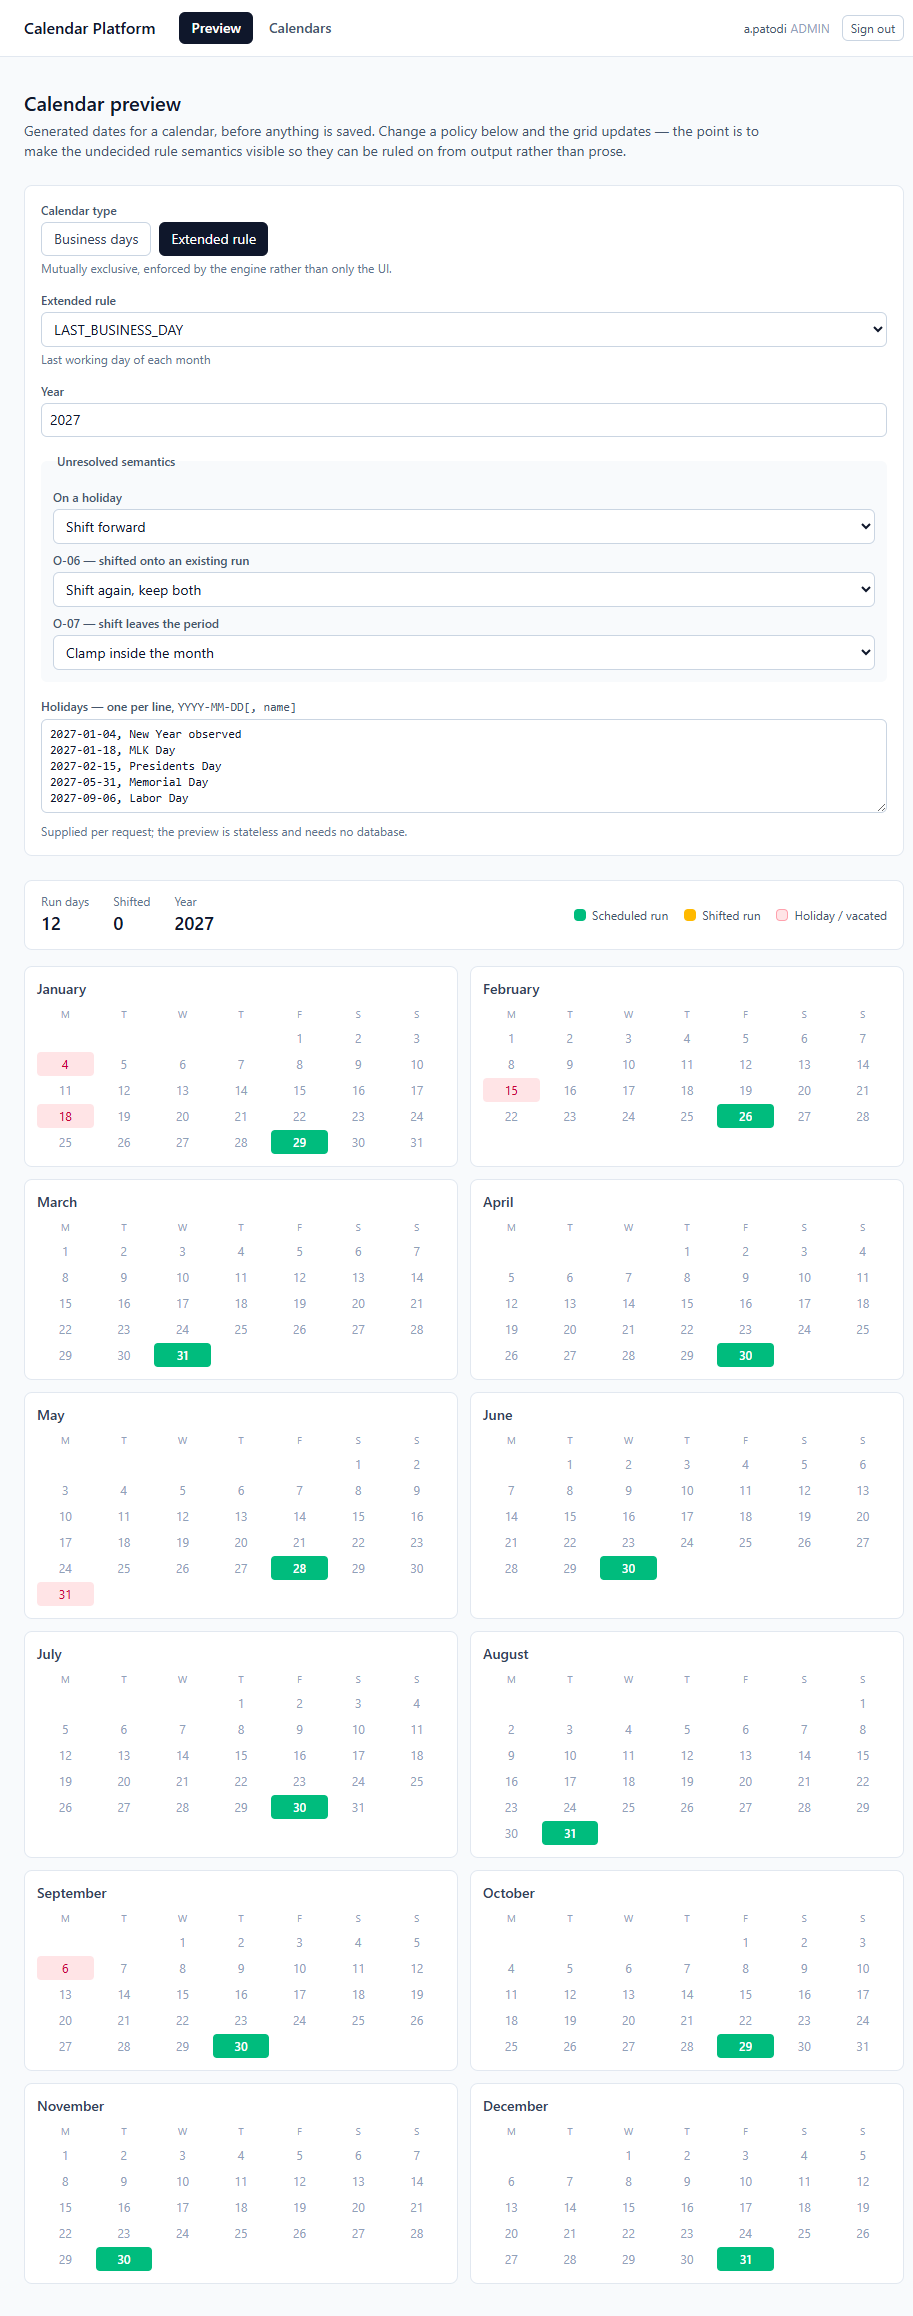 Calendar Platform Preview Calendars a.patodi ADMIN Sign out
Calendar preview
Generated dates for a calendar, before anything is saved. Change a policy below and the grid updates — the point is to
make the undecided rule semantics visible so they can be ruled on from output rather than prose.
Calendar type
Business days Extended rule
Mutually exclusive, enforced by the engine rather than only the UI.
Extended rule
LAST_BUSINESS_DAY
Last working day of each month
Year
2027
Unresolved semantics
On a holiday
Shift forward
O-06 — shifted onto an existing run
Shift again, keep both
O-07 — shift leaves the period
Clamp inside the month
Holidays — one per line, YYYY-MM-DD[, name]
2027-01-04, New Year observed
2027-01-18, MLK Day
2027-02-15, Presidents Day
2027-05-31, Memorial Day
2027-09-06, Labor Day
Supplied per request; the preview is stateless and needs no database.
Run days Shifted Year
12 0 2027
Scheduled run Shifted run Holiday / vacated
January
M T W T F S S
1 2 3
4 5 6 7 8 9 10
11 12 13 14 15 16 17
18 19 20 21 22 23 24
25 26 27 28 29 30 31
February
M T W T F S S
1 2 3 4 5 6 7
8 9 10 11 12 13 14
15 16 17 18 19 20 21
22 23 24 25 26 27 28
March
M T W T F S S
1 2 3 4 5 6 7
8 9 10 11 12 13 14
15 16 17 18 19 20 21
22 23 24 25 26 27 28
29 30 31
April
M T W T F S S
1 2 3 4
5 6 7 8 9 10 11
12 13 14 15 16 17 18
19 20 21 22 23 24 25
26 27 28 29 30
May
M T W T F S S
1 2
3 4 5 6 7 8 9
10 11 12 13 14 15 16
17 18 19 20 21 22 23
24 25 26 27 28 29 30
31
June
M T W T F S S
1 2 3 4 5 6
7 8 9 10 11 12 13
14 15 16 17 18 19 20
21 22 23 24 25 26 27
28 29 30
July
M T W T F S S
1 2 3 4
5 6 7 8 9 10 11
12 13 14 15 16 17 18
19 20 21 22 23 24 25
26 27 28 29 30 31
August
M T W T F S S
1
2 3 4 5 6 7 8
9 10 11 12 13 14 15
16 17 18 19 20 21 22
23 24 25 26 27 28 29
30 31
September
M T W T F S S
1 2 3 4 5
6 7 8 9 10 11 12
13 14 15 16 17 18 19
20 21 22 23 24 25 26
27 28 29 30
October
M T W T F S S
1 2 3
4 5 6 7 8 9 10
11 12 13 14 15 16 17
18 19 20 21 22 23 24
25 26 27 28 29 30 31
November
M T W T F S S
1 2 3 4 5 6 7
8 9 10 11 12 13 14
15 16 17 18 19 20 21
22 23 24 25 26 27 28
29 30
December
M T W T F S S
1 2 3 4 5
6 7 8 9 10 11 12
13 14 15 16 17 18 19
20 21 22 23 24 25 26
27 28 29 30 31